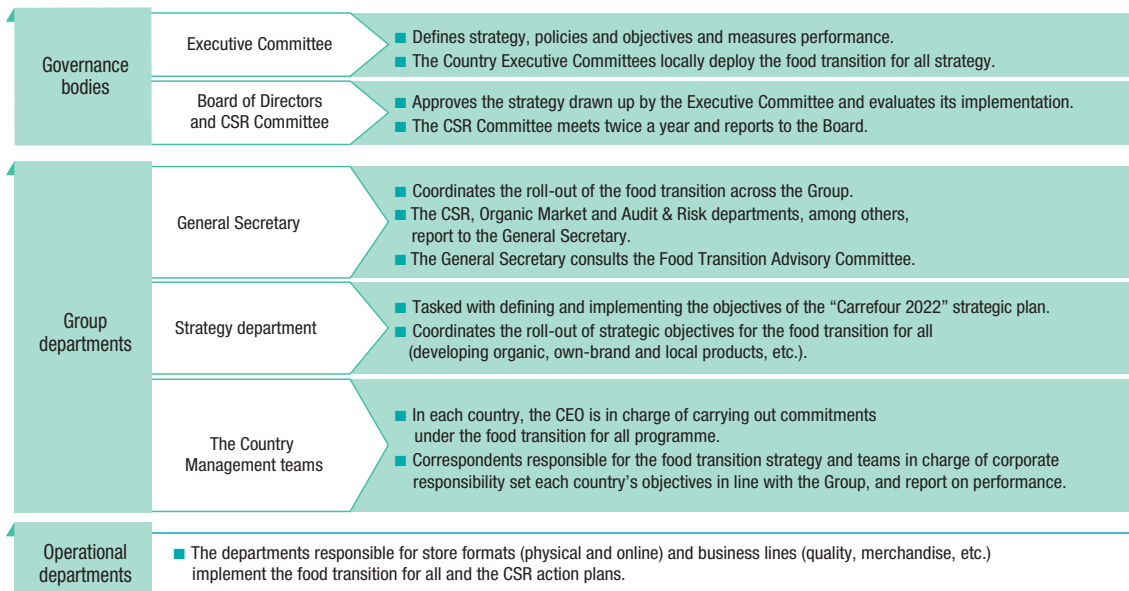 Governance
bodies
Executive Committee
■ Defines strategy, policies and objectives and measures performance.
■ The Country Executive Committees locally deploy the food transition for all strategy.
Board of Directors
and CSR Committee
■ Approves the strategy drawn up by the Executive Committee and evaluates its implementation.
■ The CSR Committee meets twice a year and reports to the Board.
Group
departments
General Secretary
■ Coordinates the roll-out of the food transition across the Group.
■ The CSR, Organic Market and Audit & Risk departments, among others,
report to the General Secretary.
■ The General Secretary consults the Food Transition Advisory Committee.
Strategy department
■ Tasked with defining and implementing the objectives of the “Carrefour 2022” strategic plan.
■ Coordinates the roll-out of strategic objectives for the food transition for all
(developing organic, own-brand and local products, etc.).
The Country
Management teams
■ In each country, the CEO is in charge of carrying out commitments
under the food transition for all programme.
■ Correspondents responsible for the food transition strategy and teams in charge of corporate
responsibility set each country’s objectives in line with the Group, and report on performance.
Operational
departments
■ The departments responsible for store formats (physical and online) and business lines (quality, merchandise, etc.)
implement the food transition for all and the CSR action plans.